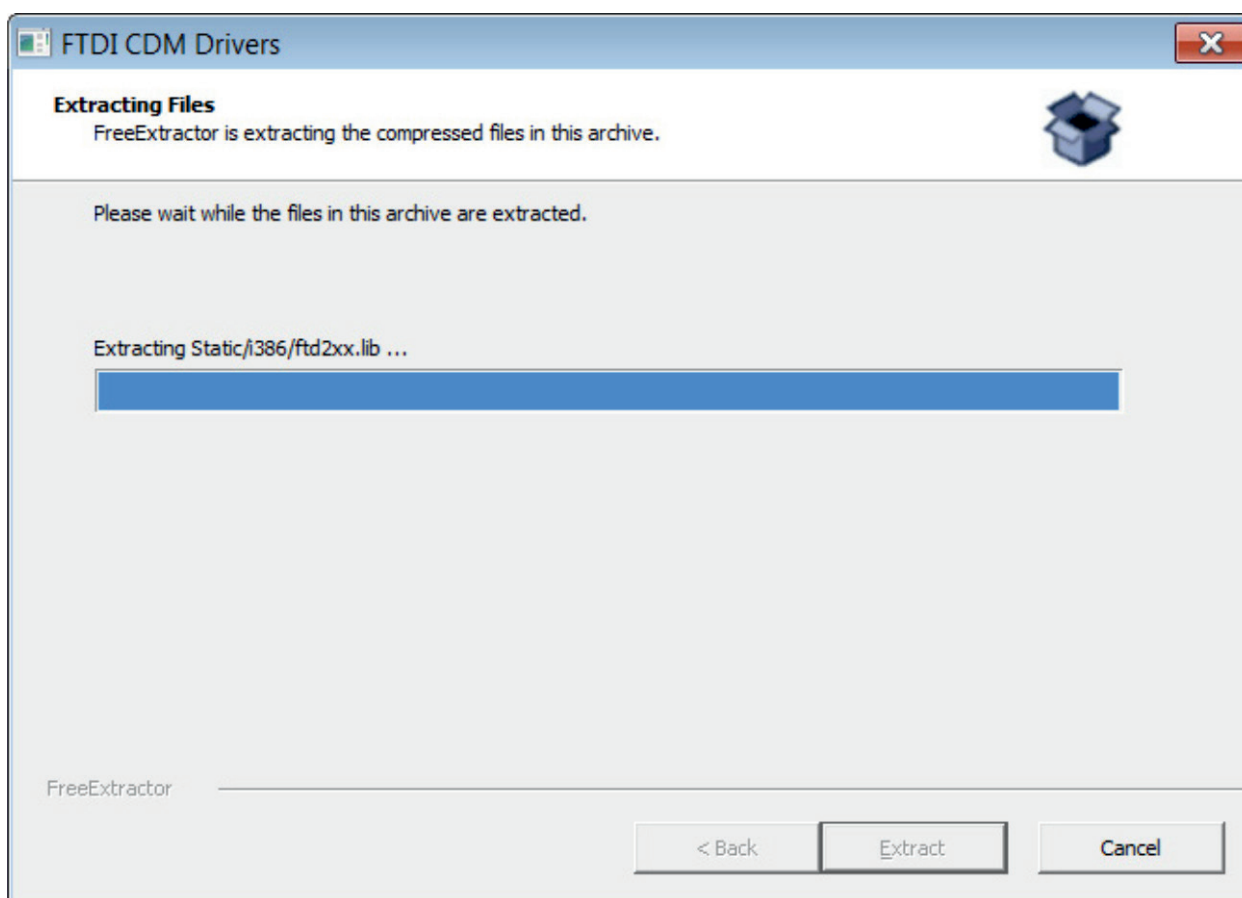 FTDI CDM Drivers
Extracting Files
FreeExtractor is extracting the compressed files in this archive.
Please wait while the files in this archive are extracted.
Extracting Static/i386/ftd2xx.lib ...
FreeExtractor
< Back
Extract
Cancel